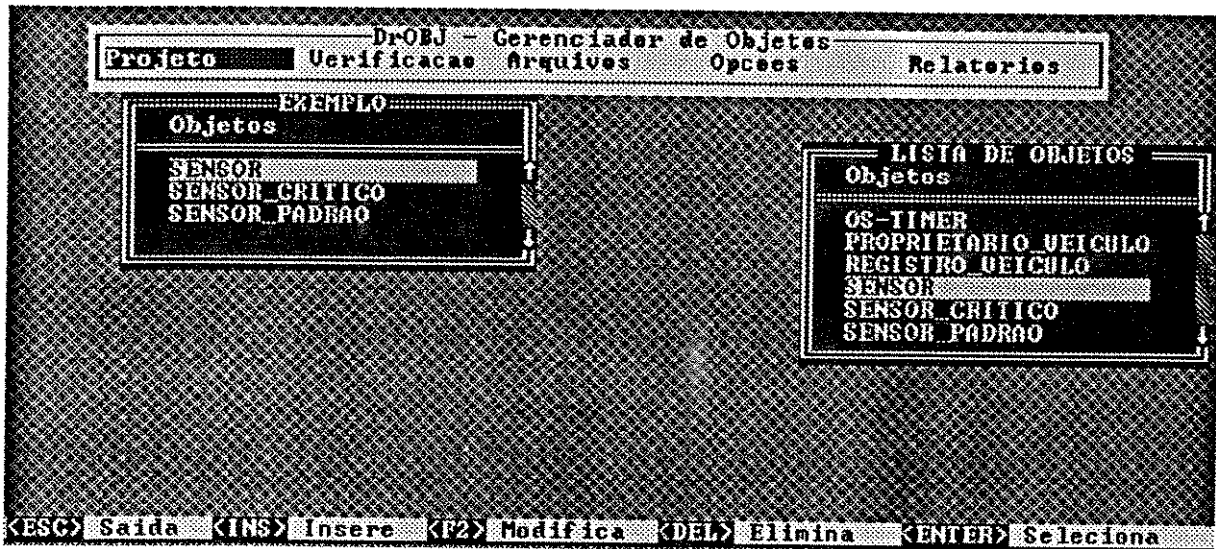 DrOBJ - Gerenciador de Objetos
Projeto Verificacao Arquivos Opcoes Relatorios
EXEMPLO
Objetos
SENSOR
SENSOR_CRITICO
SENSOR_PADRAO
LISTA DE OBJETOS
Objetos
OS-TIMER
PROPRIETARIO_VEICULO
REGISTRO_VEICULO
SENSOR
SENSOR_CRITICO
SENSOR_PADRAO
<ESC> Saida <INS> Insere <F2> Modifica <DEL> Elimina <ENTER> Seleciona